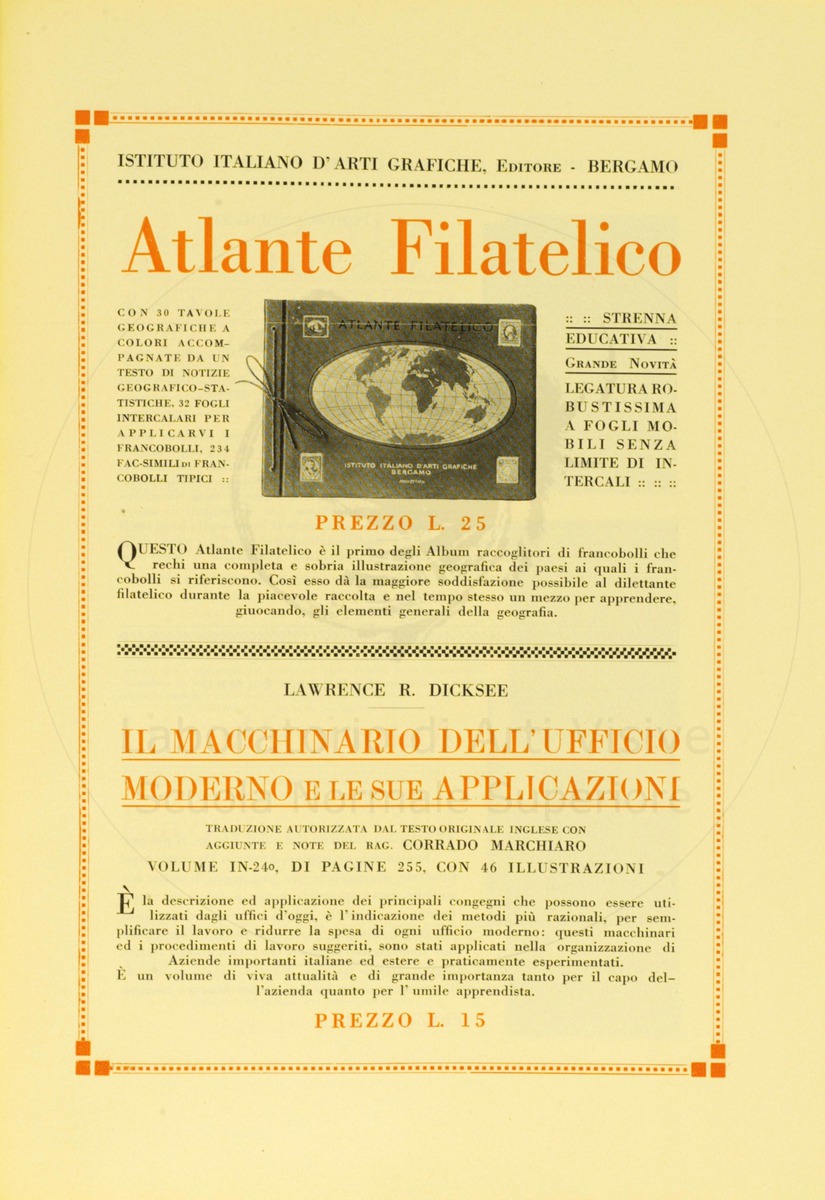 ISTITUTO ITALIANO D'ARTI GRAFICHE, EDITORE - BERGAMO
Atlante Filatelico
CON 30 TAVOLE
GEOGRAFICHE A
COLORI ACCOM-
PAGNATE DA UN
TESTO DI NOTIZIE
GEOGRAFICO-STA-
TISTICHE, 32 FOGLI
INTERCALARI PER
APPLICARVI I
FRANCOBOLLI, 234
FAC-SIMILI DI FRAN-
COBOLLI TIPICI ::
ATLANTE FILATELICO
ISTITUTO ITALIANO D'ARTI GRAFICHE
BERGAMO
:: :: STRENNA
EDUCATIVA ::
GRANDE NOVITÀ
LEGATURA RO-
BUSTISSIMA
A FOGLI MO-
BILI SENZA
LIMITE DI IN-
TERCALI :: :: ::
PREZZO L. 25
QUESTO Atlante Filatelico è il primo degli Album raccoglitori di francobolli che
rechi una completa e sobria illustrazione geografica dei paesi ai quali i fran-
cobolli si riferiscono. Così esso dà la maggiore soddisfazione possibile al dilettante
filatelico durante la piacevole raccolta e nel tempo stesso un mezzo per apprendere,
giuocando, gli elementi generali della geografia.
LAWRENCE R. DICKSEE
IL MACCHINARIO DELL'UFFICIO
MODERNO E LE SUE APPLICAZIONI
TRADUZIONE AUTORIZZATA DAL TESTO ORIGINALE INGLESE CON
AGGIUNTE E NOTE DEL RAG. CORRADO MARCHIARO
VOLUME IN-24º, DI PAGINE 255, CON 46 ILLUSTRAZIONI
È la descrizione ed applicazione dei principali congegni che possono essere uti-
lizzati dagli uffici d'oggi, è l'indicazione dei metodi più razionali, per sem-
plificare il lavoro e ridurre la spesa di ogni ufficio moderno: questi macchinari
ed i procedimenti di lavoro suggeriti, sono stati applicati nella organizzazione di
Aziende importanti italiane ed estere e praticamente esperimentati.
È un volume di viva attualità e di grande importanza tanto per il capo del-
l'azienda quanto per l'umile apprendista.
PREZZO L. 15